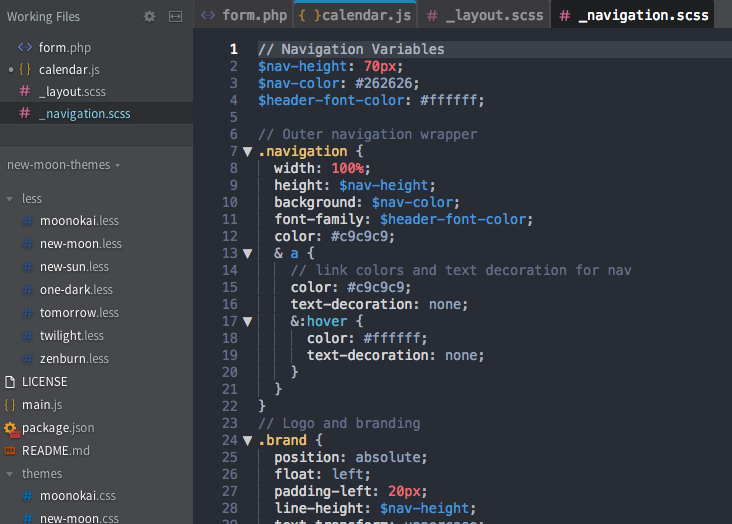 Working Files
form.php
calendar.js
_layout.scss
_navigation.scss
new-moon-themes
less
moonokai.less
new-moon.less
new-sun.less
one-dark.less
tomorrow.less
twilight.less
zenburn.less
LICENSE
main.js
package.json
README.md
themes
moonokai.css
new-moon.css
form.php { }calendar.js # _layout.scss # _navigation.scss
1 // Navigation Variables
2 $nav-height: 70px;
3 $nav-color: #262626;
4 $header-font-color: #ffffff;
5
6 // Outer navigation wrapper
7 .navigation {
8 width: 100%;
9 height: $nav-height;
10 background: $nav-color;
11 font-family: $header-font-color;
12 color: #c9c9c9;
13 & a {
14 // link colors and text decoration for nav
15 color: #c9c9c9;
16 text-decoration: none;
17 &:hover {
18 color: #ffffff;
19 text-decoration: none;
20 }
21 }
22 }
23 // Logo and branding
24 .brand {
25 position: absolute;
26 float: left;
27 padding-left: 20px;
28 line-height: $nav-height;
29 text-transform: uppercase;